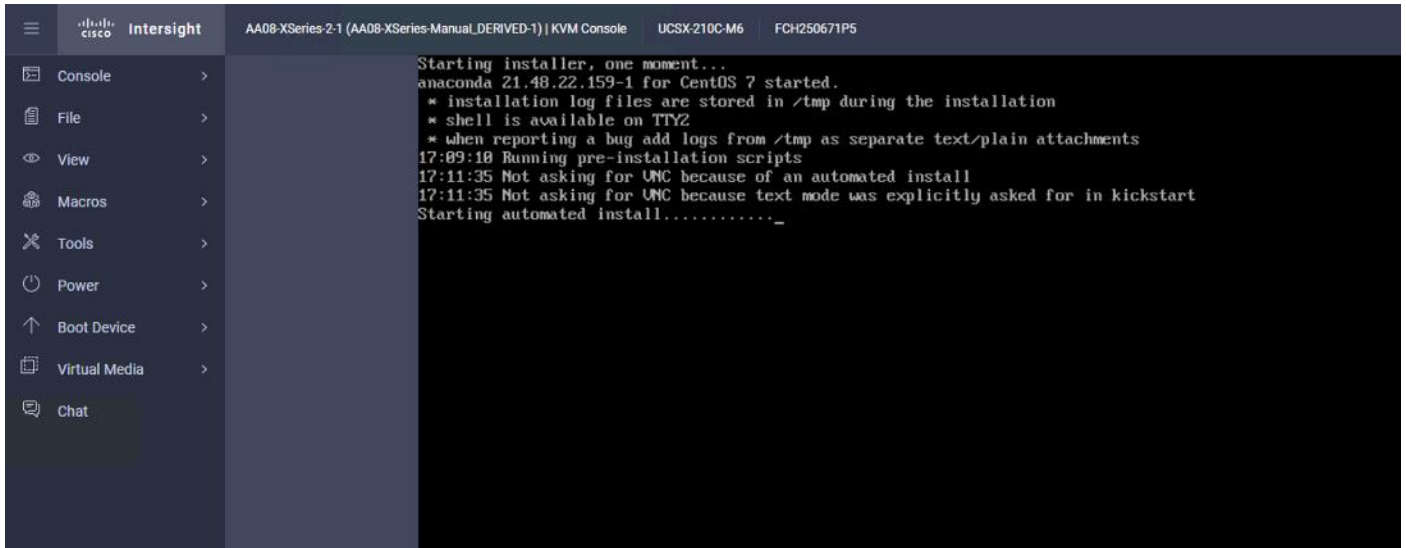 cisco Intersight AA08-XSeries-2-1 (AA08-XSeries-Manual_DERIVED-1) | KVM Console UCSX-210C-M6 FCH250671P5
Console
File
View
Macros
Tools
Power
Boot Device
Virtual Media
Chat
Starting installer, one moment...
anaconda 21.48.22.159-1 for CentOS 7 started.
* installation log files are stored in /tmp during the installation
* shell is available on TTY2
* when reporting a bug add logs from /tmp as separate text/plain attachments
17:09:10 Running pre-installation scripts
17:11:35 Not asking for VNC because of an automated install
17:11:35 Not asking for VNC because text mode was explicitly asked for in kickstart
Starting automated install............_